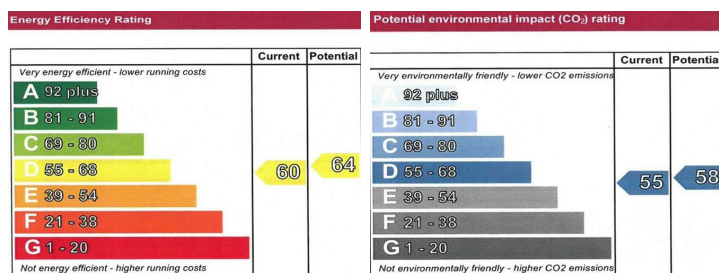 Energy Efficiency Rating
Current Potential
Very energy efficient - lower running costs
A 92 plus
B 81 - 91
C 69 - 80
D 55 - 68
E 39 - 54
F 21 - 38
G 1 - 20
60
64
Not energy efficient - higher running costs
Potential environmental impact (CO₂) rating
Current Potential
Very environmentally friendly - lower CO2 emissions
A 92 plus
B 81 - 91
C 69 - 80
D 55 - 68
E 39 - 54
F 21 - 38
G 1 - 20
55
58
Not environmentally friendly - higher CO2 emissions